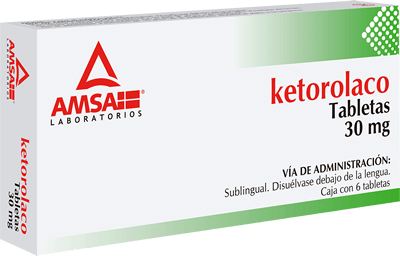 AMSA
LABORATORIOS
ketorolaco
Tabletas
30 mg
VÍA DE ADMINISTRACIÓN:
Sublingual. Disuélvase debajo de la lengua.
Caja con 6 tabletas
ketorolaco
Tabletas
30 mg